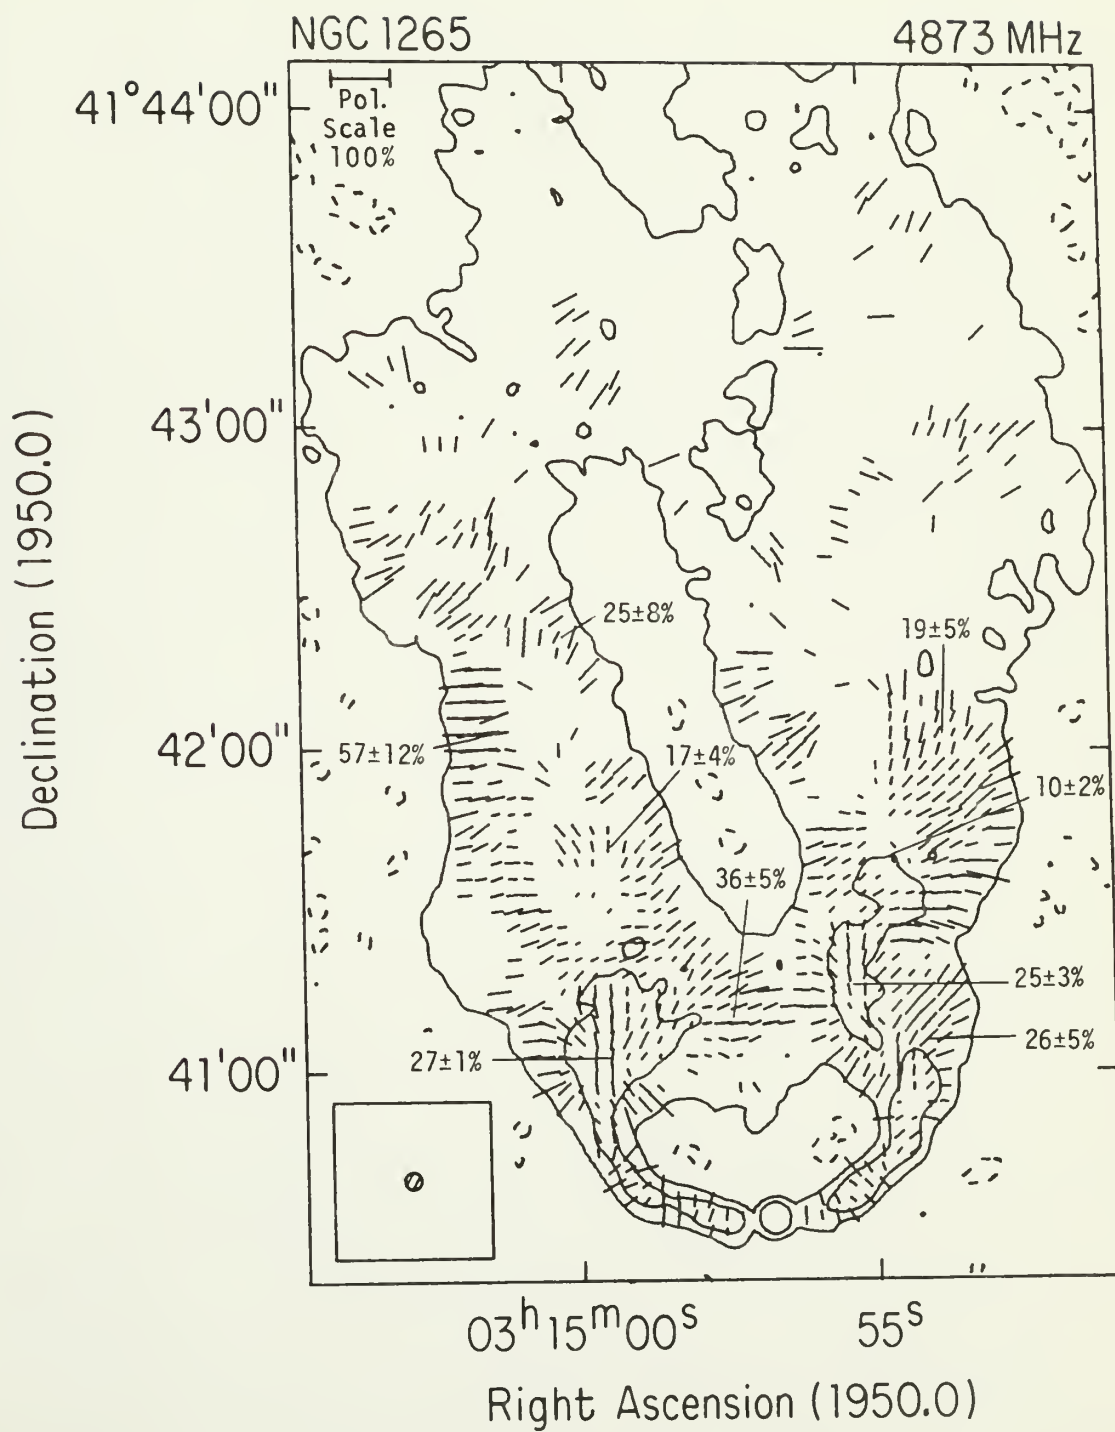 NGC 1265
4873 MHz
Pol.
Scale
100%
41°44'00"
43'00"
42'00"
41'00"
Declination (1950.0)
25±8%
19±5%
57±12%
17±4%
10±2%
36±5%
25±3%
27±1%
26±5%
03h15m00s
55s
Right Ascension (1950.0)